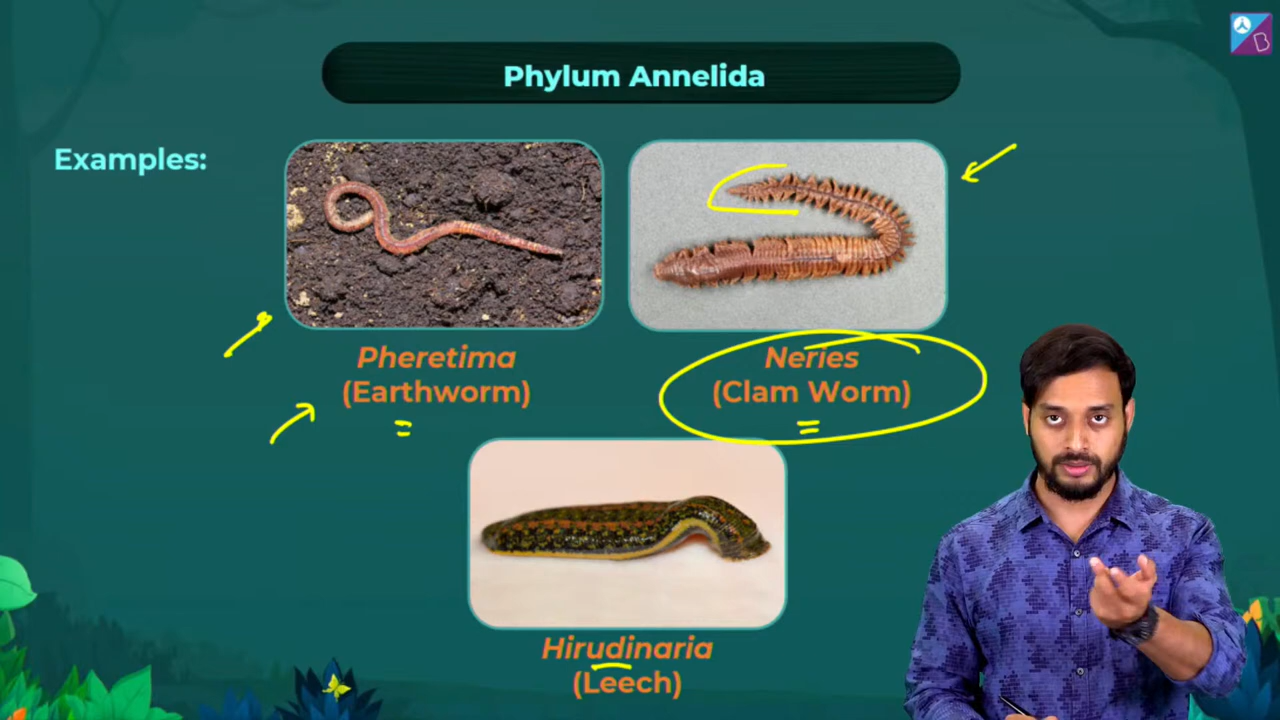 Phylum Annelida
Examples:
Pheretima
(Earthworm)
Neries
(Clam Worm)
Hirudinaria
(Leech)
B